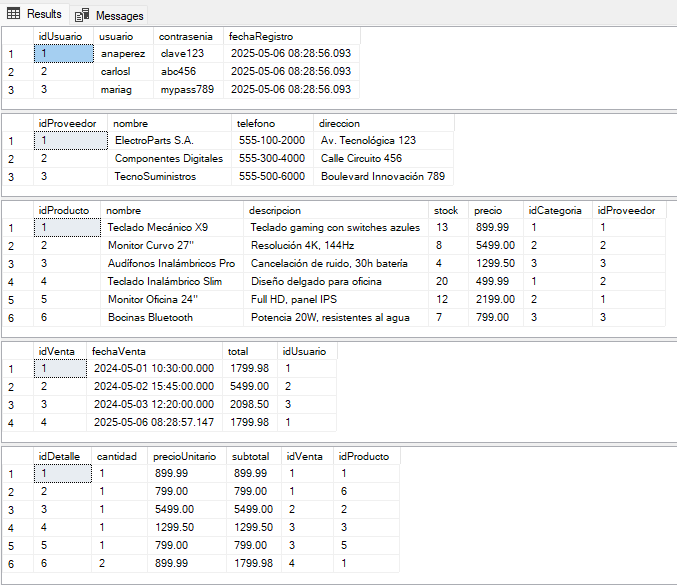 Results Messages
idUsuario usuario contrasenia fechaRegistro
1 1 anaperez clave123 2025-05-06 08:28:56.093
2 2 carlosl abc456 2025-05-06 08:28:56.093
3 3 mariag mypass789 2025-05-06 08:28:56.093
idProveedor nombre telefono direccion
1 1 ElectroParts S.A. 555-100-2000 Av. Tecnológica 123
2 2 Componentes Digitales 555-300-4000 Calle Circuito 456
3 3 TecnoSuministros 555-500-6000 Boulevard Innovación 789
idProducto nombre descripcion stock precio idCategoria idProveedor
1 1 Teclado Mecánico X9 Teclado gaming con switches azules 13 899.99 1 1
2 2 Monitor Curvo 27" Resolución 4K, 144Hz 8 5499.00 2 2
3 3 Audífonos Inalámbricos Pro Cancelación de ruido, 30h batería 4 1299.50 3 3
4 4 Teclado Inalámbrico Slim Diseño delgado para oficina 20 499.99 1 2
5 5 Monitor Oficina 24" Full HD, panel IPS 12 2199.00 2 1
6 6 Bocinas Bluetooth Potencia 20W, resistentes al agua 7 799.00 3 3
idVenta fechaVenta total idUsuario
1 1 2024-05-01 10:30:00.000 1799.98 1
2 2 2024-05-02 15:45:00.000 5499.00 2
3 3 2024-05-03 12:20:00.000 2098.50 3
4 4 2025-05-06 08:28:57.147 1799.98 1
idDetalle cantidad precioUnitario subtotal idVenta idProducto
1 1 1 899.99 899.99 1 1
2 2 1 799.00 799.00 1 6
3 3 1 5499.00 5499.00 2 2
4 4 1 1299.50 1299.50 3 3
5 5 1 799.00 799.00 3 5
6 6 2 899.99 1799.98 4 1